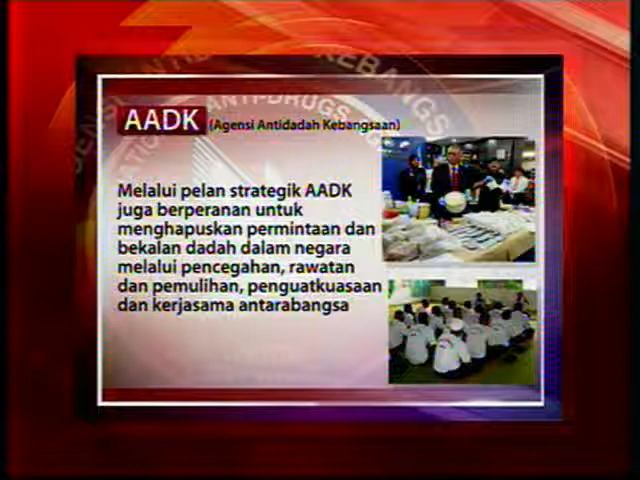 AADK (Agensi Antidadah Kebangsaan)
Melalui pelan strategik AADK
juga berperanan untuk
menghapuskan permintaan dan
bekalan dadah dalam negara
melalui pencegahan, rawatan
dan pemulihan, penguatkuasaan
dan kerjasama antarabangsa